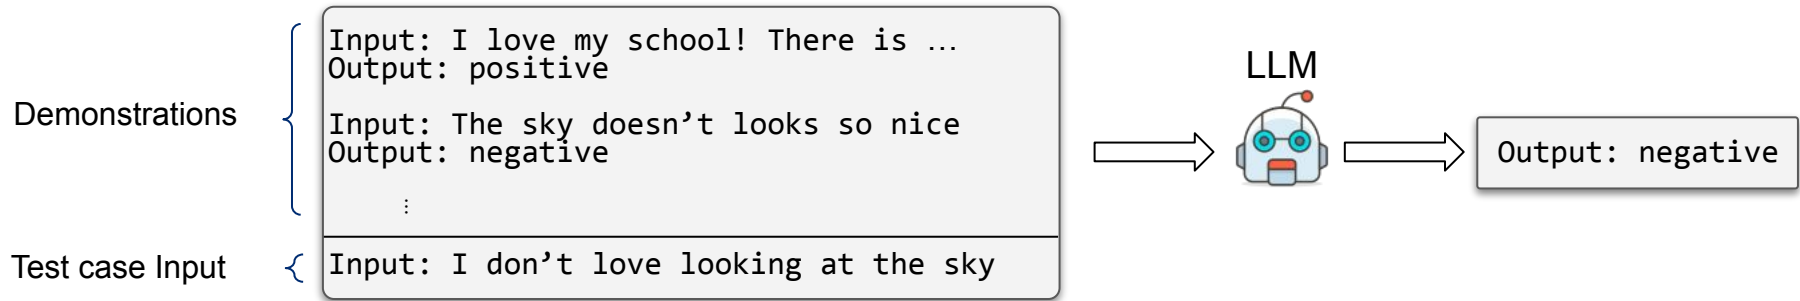 Demonstrations
Input: I love my school! There is …
Output: positive
Input: The sky doesn’t looks so nice
Output: negative
⋮
Test case Input
Input: I don’t love looking at the sky
LLM
Output: negative